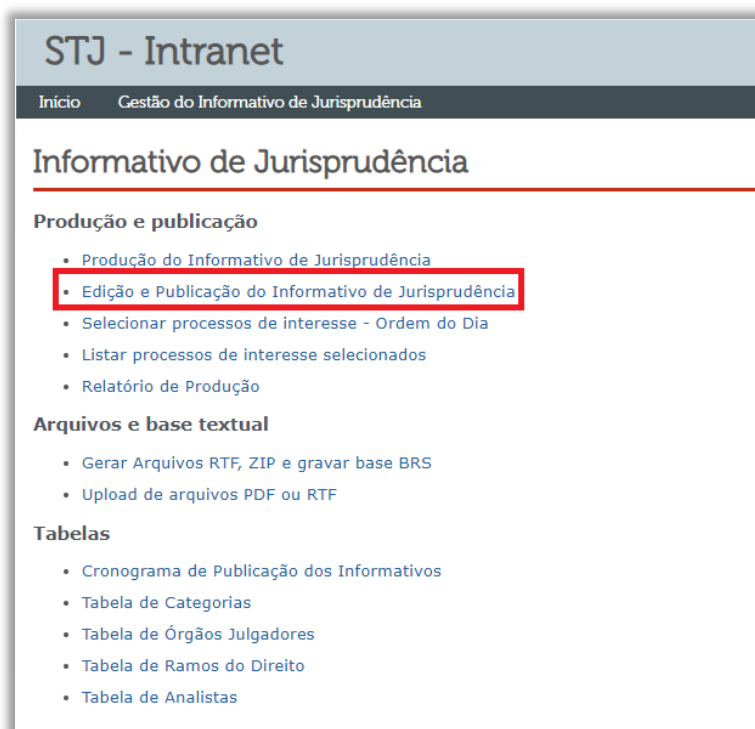 STJ - Intranet
Início Gestão do Informativo de Jurisprudência
Informativo de Jurisprudência
Produção e publicação
Produção do Informativo de Jurisprudência
Edição e Publicação do Informativo de Jurisprudência
Selecionar processos de interesse - Ordem do Dia
Listar processos de interesse selecionados
Relatório de Produção
Arquivos e base textual
Gerar Arquivos RTF, ZIP e gravar base BRS
Upload de arquivos PDF ou RTF
Tabelas
Cronograma de Publicação dos Informativos
Tabela de Categorias
Tabela de Órgãos Julgadores
Tabela de Ramos do Direito
Tabela de Analistas